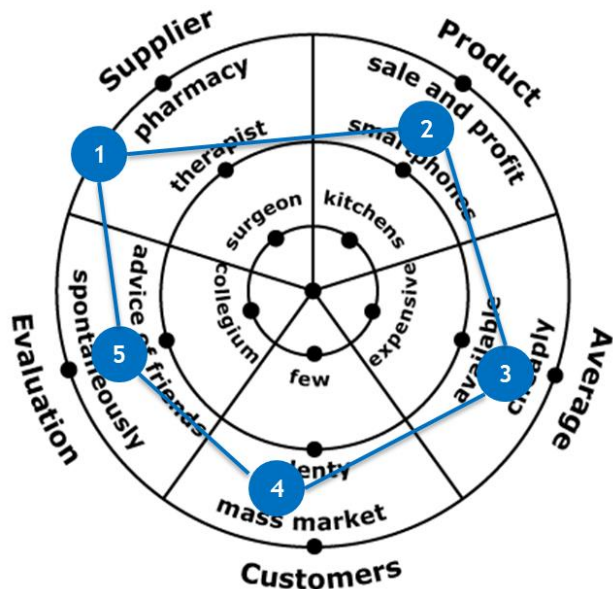 Supplier
Product
pharmacy
sale and profit
therapist
smartphones
surgeon
kitchens
1
2
collegium
expensive
advice of friends
spontaneously
available
cheaply
5
3
few
4
mass market
Evaluation
Average
Customers